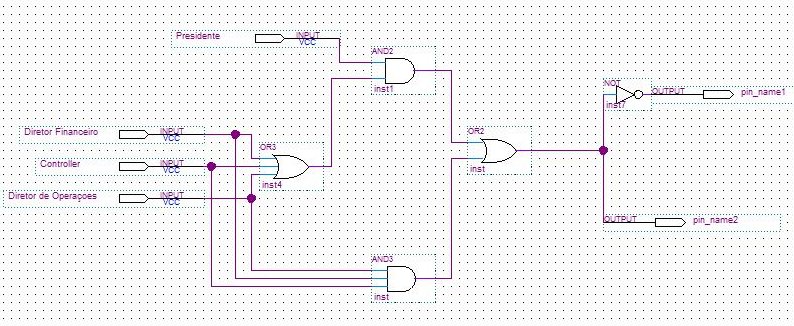 Presidente
INPUT
VCC
AND2
inst1
NOT
inst7
OUTPUT
pin_name1
Diretor Financeiro
INPUT
VCC
OR3
inst4
OR2
inst
Controller
INPUT
VCC
Diretor de Operaçoes
INPUT
VCC
OUTPUT
pin_name2
AND3
inst